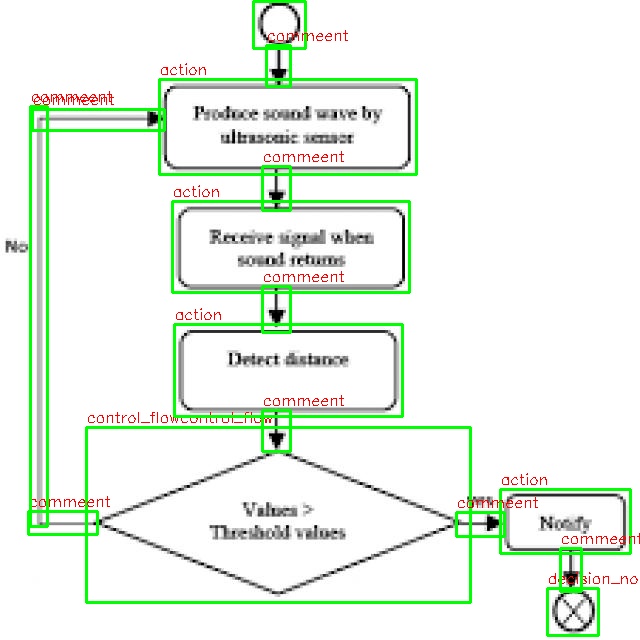 commeent
action
commeent
commeent
Produce sound wave by
ultrasonic sensor
commeent
action
Receive signal when
sound returns
No
commeent
action
Detect distance
commeent
control_flowcontrol_flow
Values >
Threshold values
commeent
commeent
action
Notify
commeent
decision_no